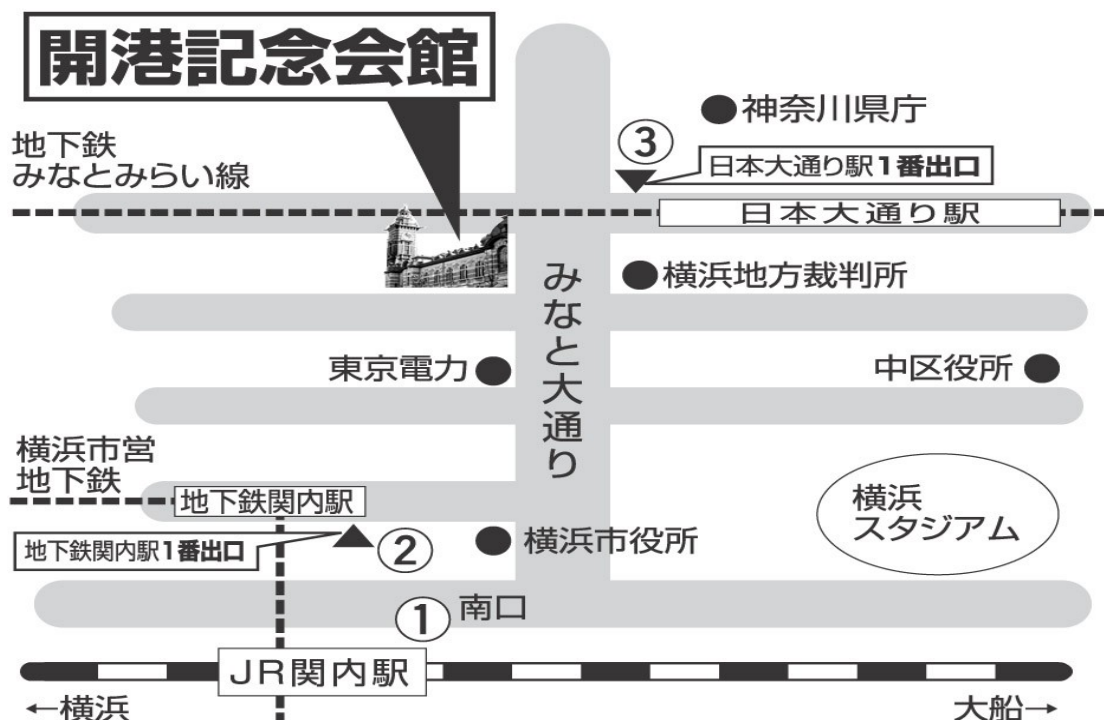 開港記念会館
地下鉄
みなとみらい線
●神奈川県庁
③
日本大通り駅1番出口
日本大通り駅
●横浜地方裁判所
みなと大通り
東京電力●
中区役所●
横浜市営
地下鉄
地下鉄関内駅
地下鉄関内駅1番出口
②
●横浜市役所
横浜
スタジアム
①
南口
JR関内駅
←横浜
大船→